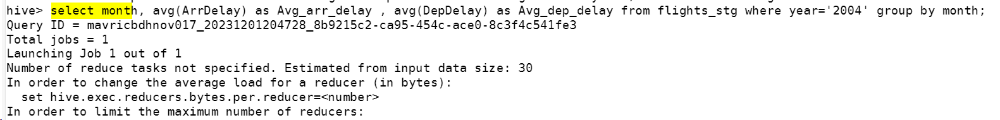 hive> select month, avg(ArrDelay) as Avg_arr_delay , avg(DepDelay) as Avg_dep_delay from flights_stg where year='2004' group by month;
Query ID = mavricbdhnov017_20231201204728_8b9215c2-ca95-454c-ace0-8c3f4c541fe3
Total jobs = 1
Launching Job 1 out of 1
Number of reduce tasks not specified. Estimated from input data size: 30
In order to change the average load for a reducer (in bytes):
  set hive.exec.reducers.bytes.per.reducer=<number>
In order to limit the maximum number of reducers: